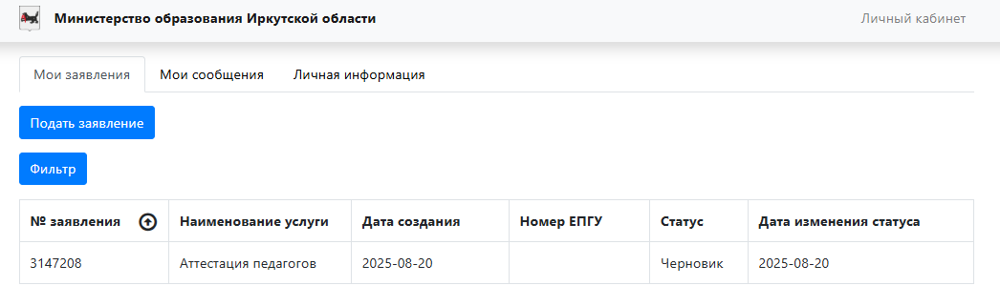 Министерство образования Иркутской области
Личный кабинет
Мои заявления Мои сообщения Личная информация
Подать заявление
Фильтр
№ заявления Наименование услуги Дата создания Номер ЕПГУ Статус Дата изменения статуса
3147208 Аттестация педагогов 2025-08-20 Черновик 2025-08-20